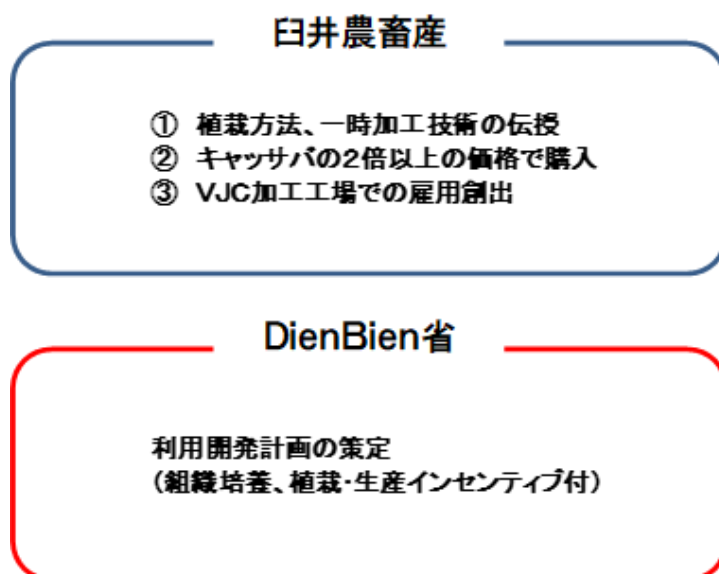 臼井農畜産
① 植栽方法、一時加工技術の伝授
② キャッサバの2倍以上の価格で購入
③ VJC加工工場での雇用創出
DienBien省
利用開発計画の策定
(組織培養、植栽・生産インセンティブ付)